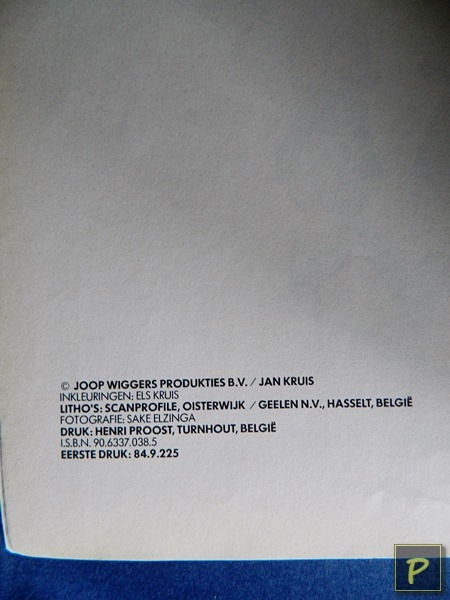 © JOOP WIGGERS PRODUKTIES B.V. / JAN KRUIS
INKLEURINGEN: ELS KRUIS
LITHO'S: SCANPROFILE, OISTERWIJK / GEELEN N.V., HASSELT, BELGIË
FOTOGRAFIE: SAKE ELZINGA
DRUK: HENRI PROOST, TURNHOUT, BELGIË
I.S.B.N. 90.6337.038.5
EERSTE DRUK: 84.9.225
P